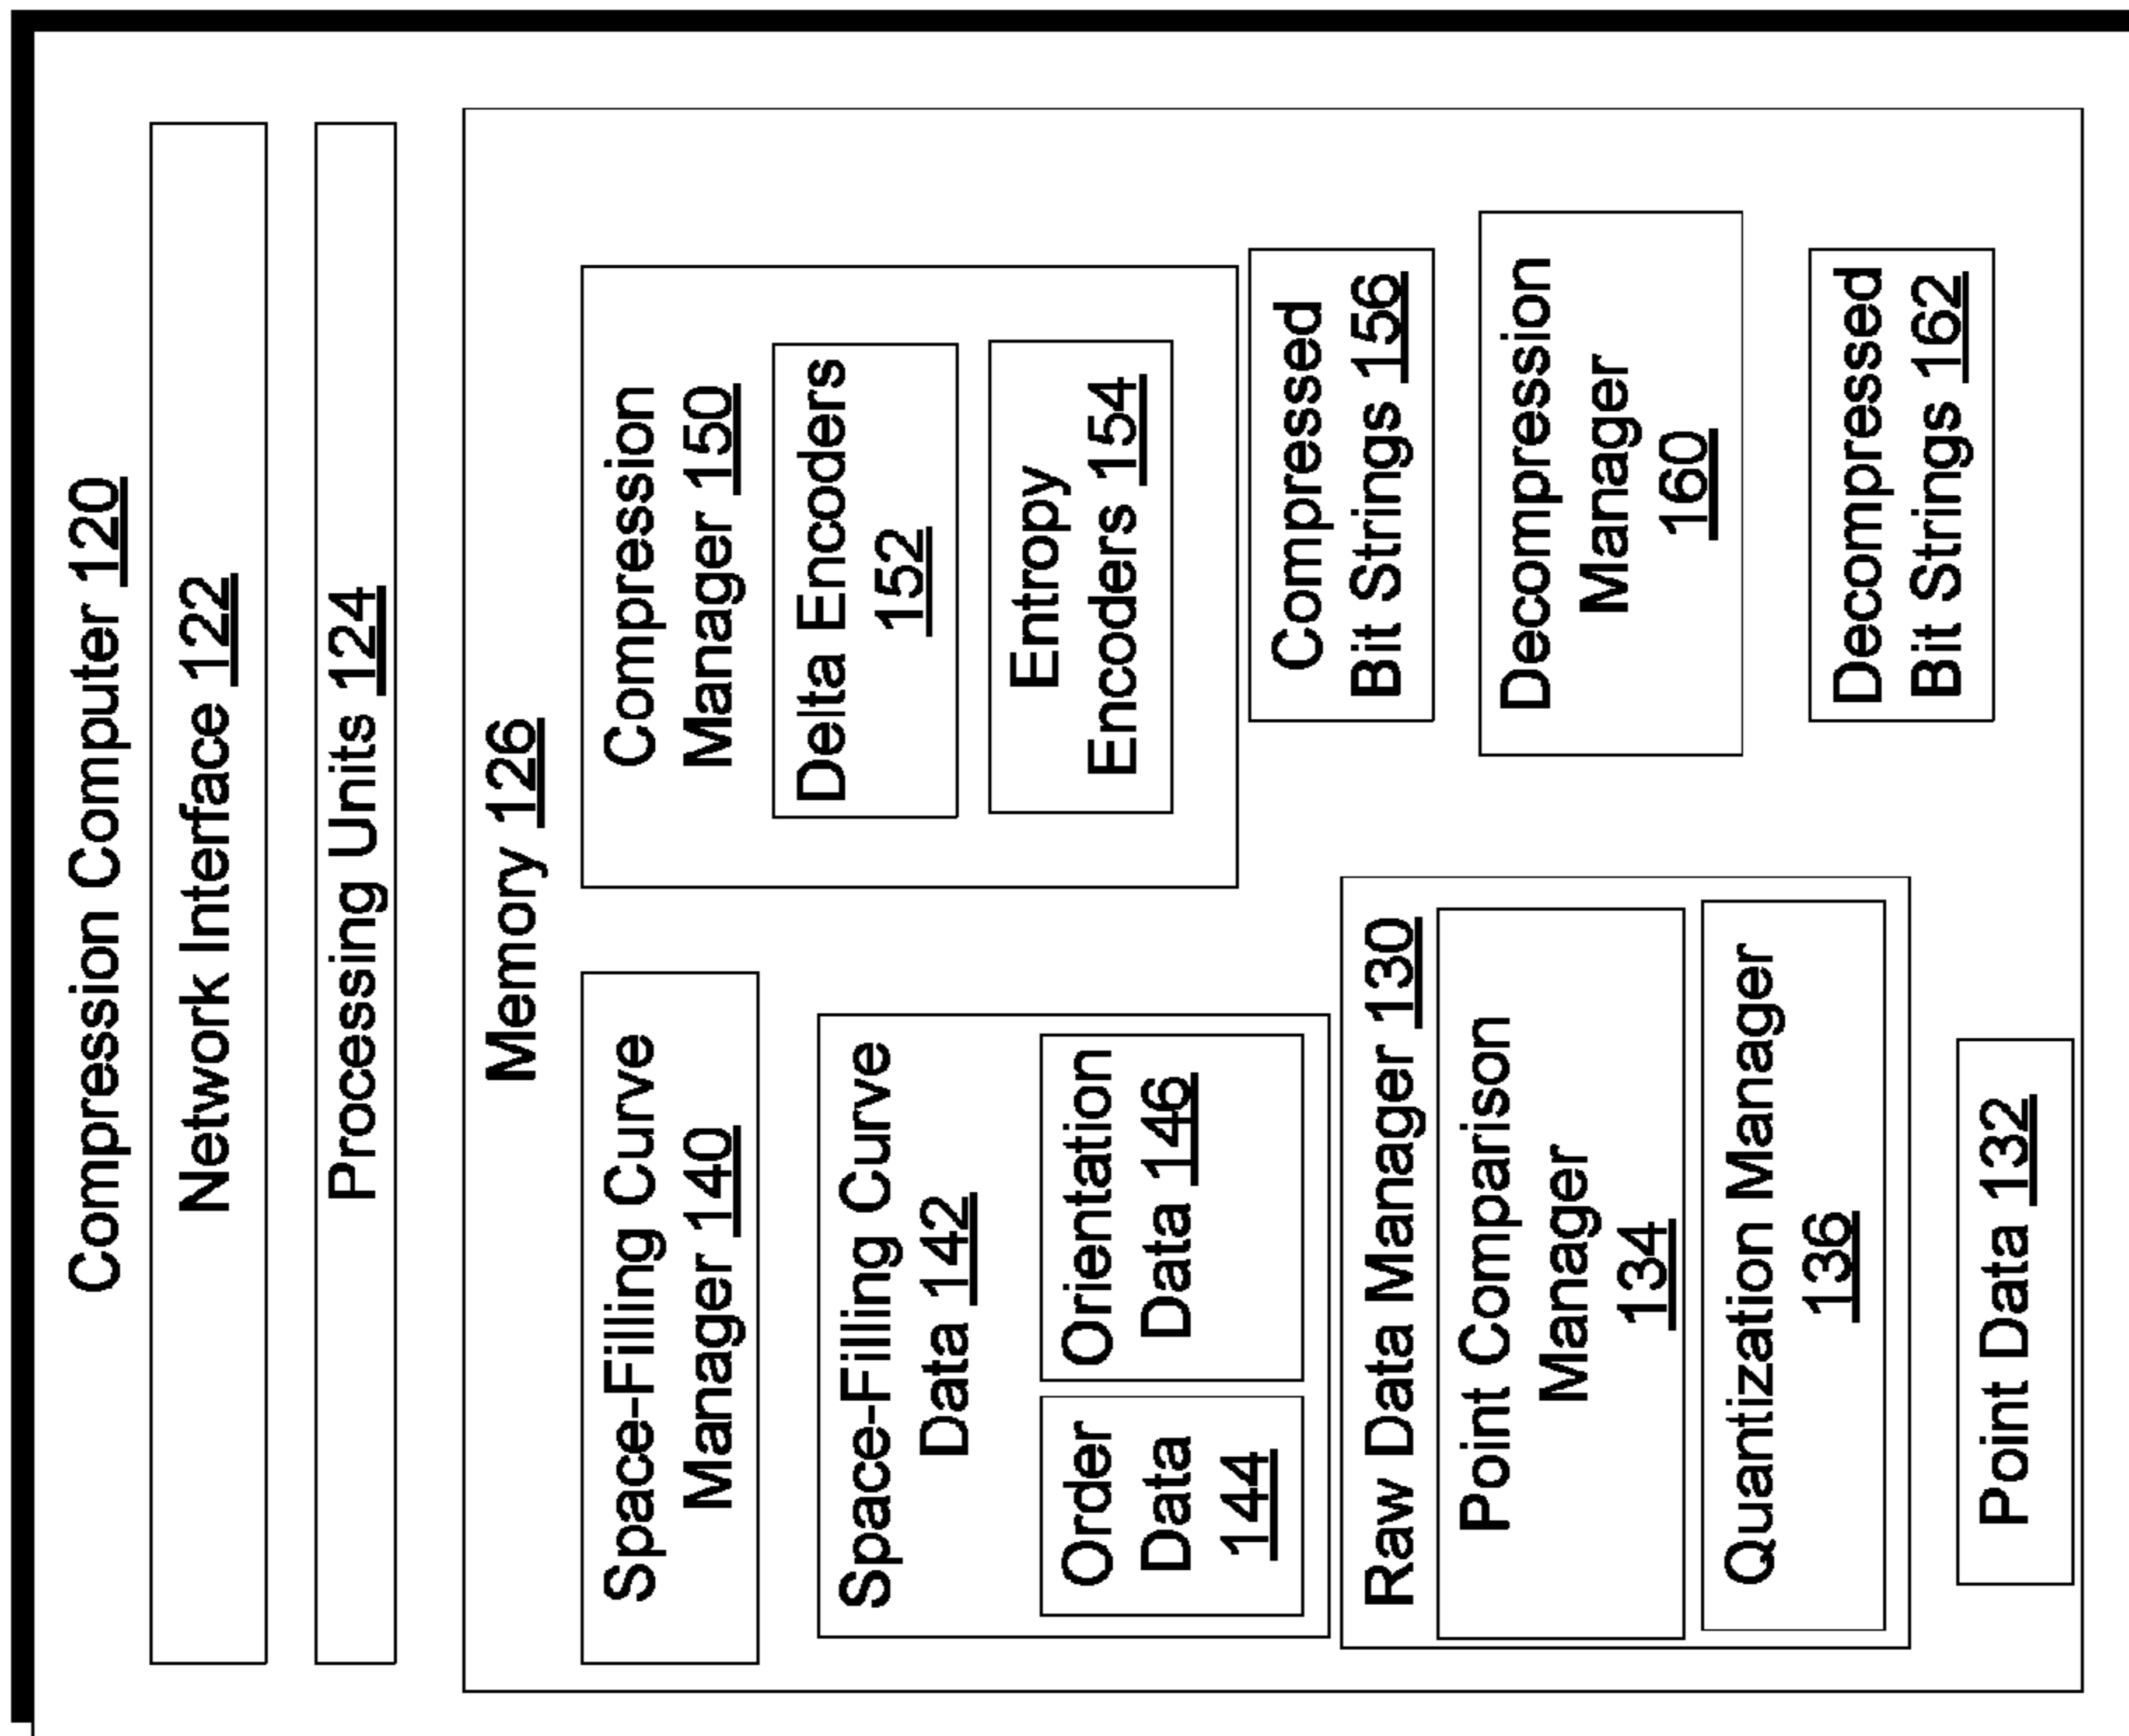 Compression Computer 120
Network Interface 122
Processing Units 124
Memory 126
Space-Filling Curve
Manager 140
Space-Filling Curve
Data 142
Order
Data
144
Orientation
Data 146
Raw Data Manager 130
Point Comparison
Manager
134
Quantization Manager
136
Point Data 132
Compression
Manager 150
Delta Encoders
152
Entropy
Encoders 154
Compressed
Bit Strings 156
Decompression
Manager
160
Decompressed
Bit Strings 162